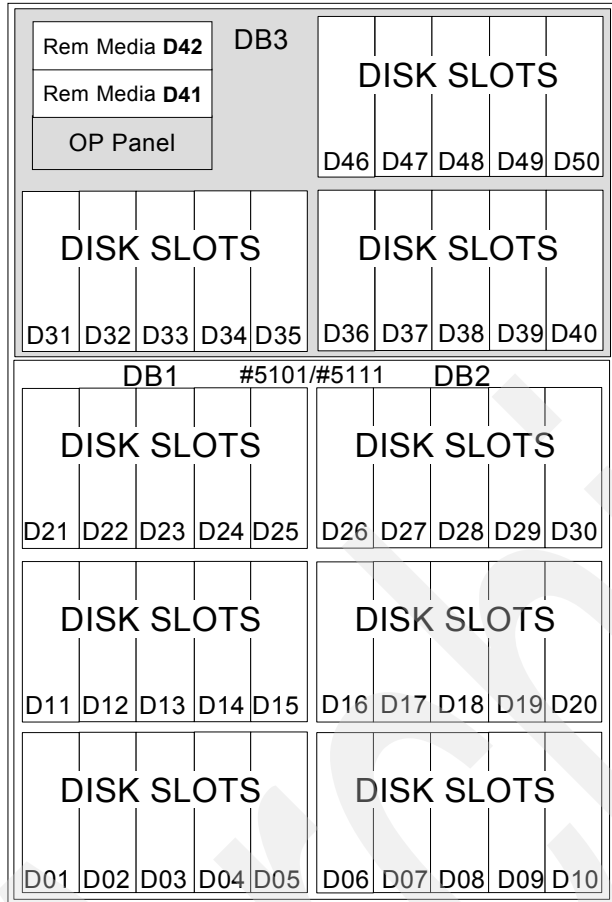 Rem Media D42
DB3
Rem Media D41
OP Panel
DISK SLOTS
D46 D47 D48 D49 D50
DISK SLOTS
D31 D32 D33 D34 D35
DISK SLOTS
D36 D37 D38 D39 D40
DB1 #5101/#5111 DB2
DISK SLOTS
D21 D22 D23 D24 D25
DISK SLOTS
D26 D27 D28 D29 D30
DISK SLOTS
D11 D12 D13 D14 D15
DISK SLOTS
D16 D17 D18 D19 D20
DISK SLOTS
D01 D02 D03 D04 D05
DISK SLOTS
D06 D07 D08 D09 D10